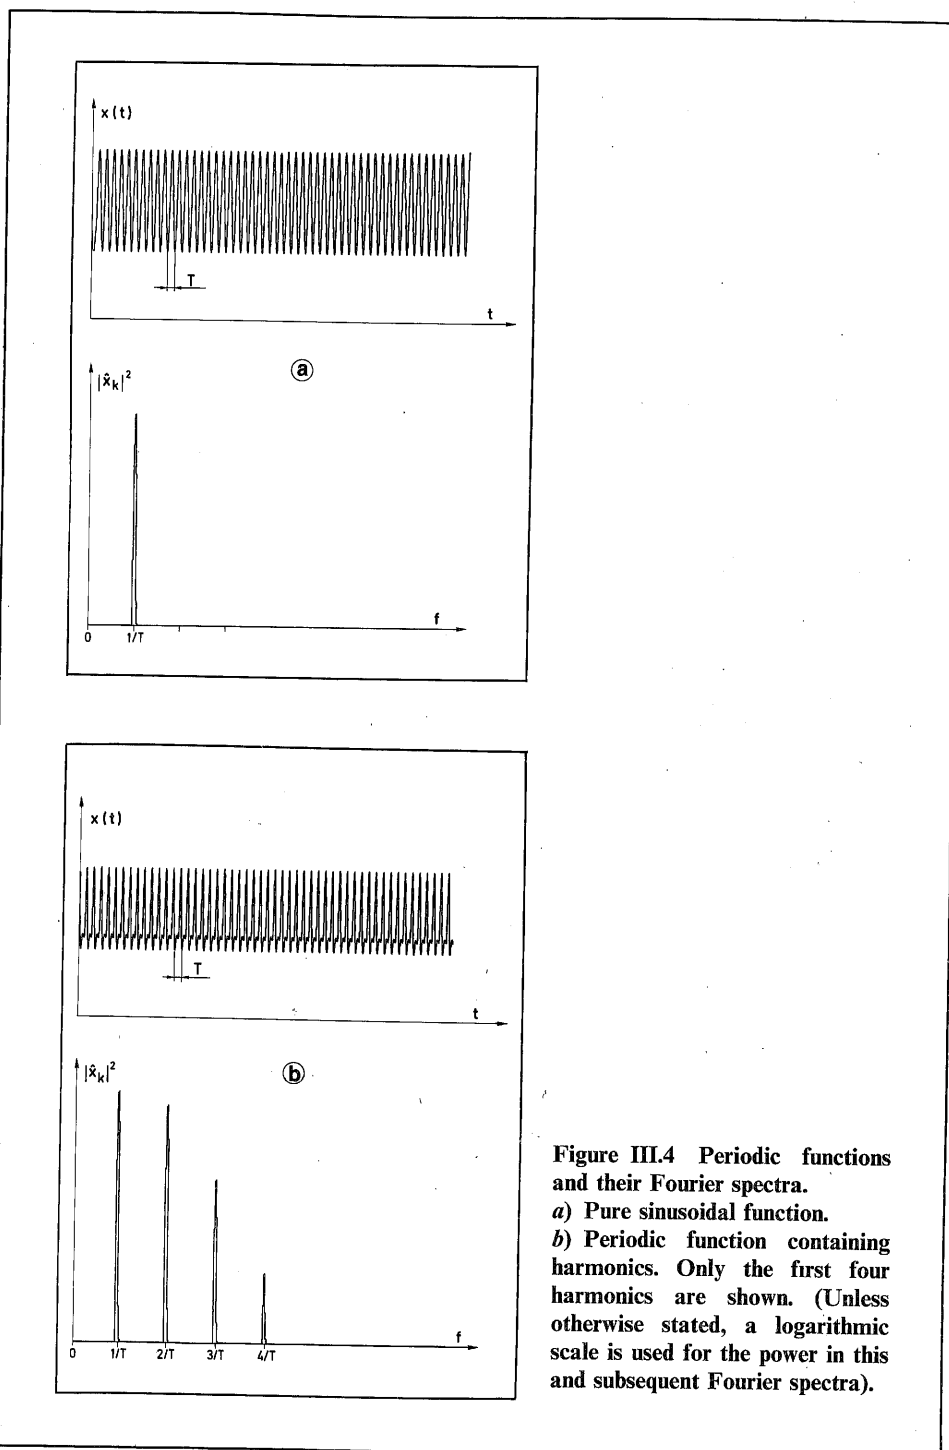 x(t)
T
t
|x̂ₖ|²
a
f
0 1/T
x(t)
T
t
|x̂ₖ|²
b
f
0 1/T 2/T 3/T 4/T
Figure III.4 Periodic functions
and their Fourier spectra.
a) Pure sinusoidal function.
b) Periodic function containing
harmonics. Only the first four
harmonics are shown. (Unless
otherwise stated, a logarithmic
scale is used for the power in this
and subsequent Fourier spectra).